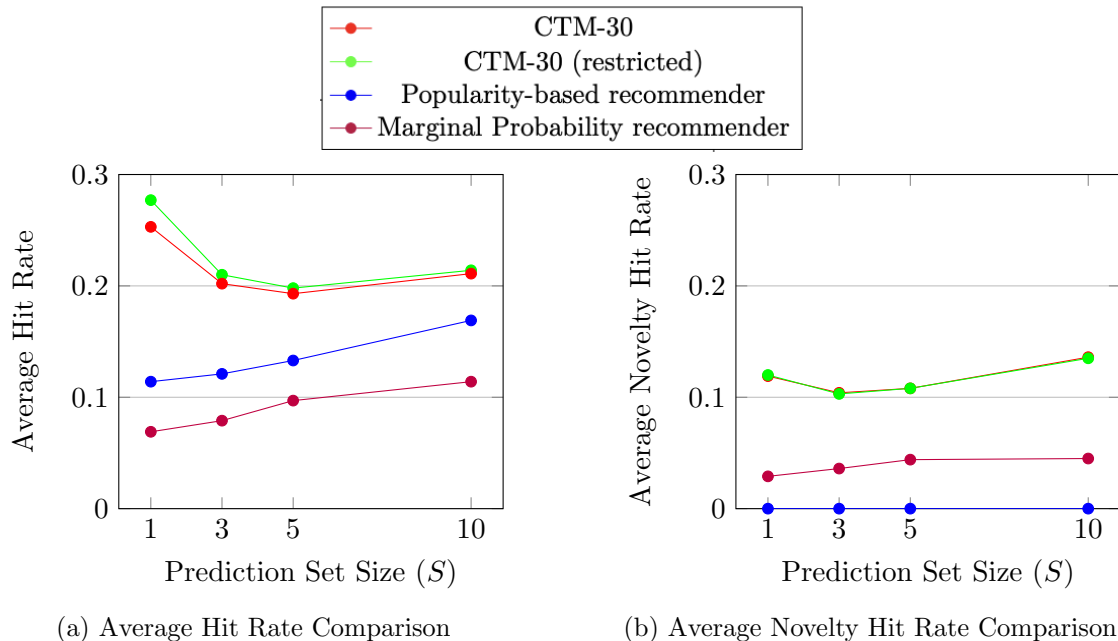 CTM-30
CTM-30 (restricted)
Popularity-based recommender
Marginal Probability recommender
0.3
0.2
0.1
0
1 3 5 10
Average Hit Rate
Prediction Set Size (S)
(a) Average Hit Rate Comparison
0.3
0.2
0.1
0
1 3 5 10
Average Novelty Hit Rate
Prediction Set Size (S)
(b) Average Novelty Hit Rate Comparison